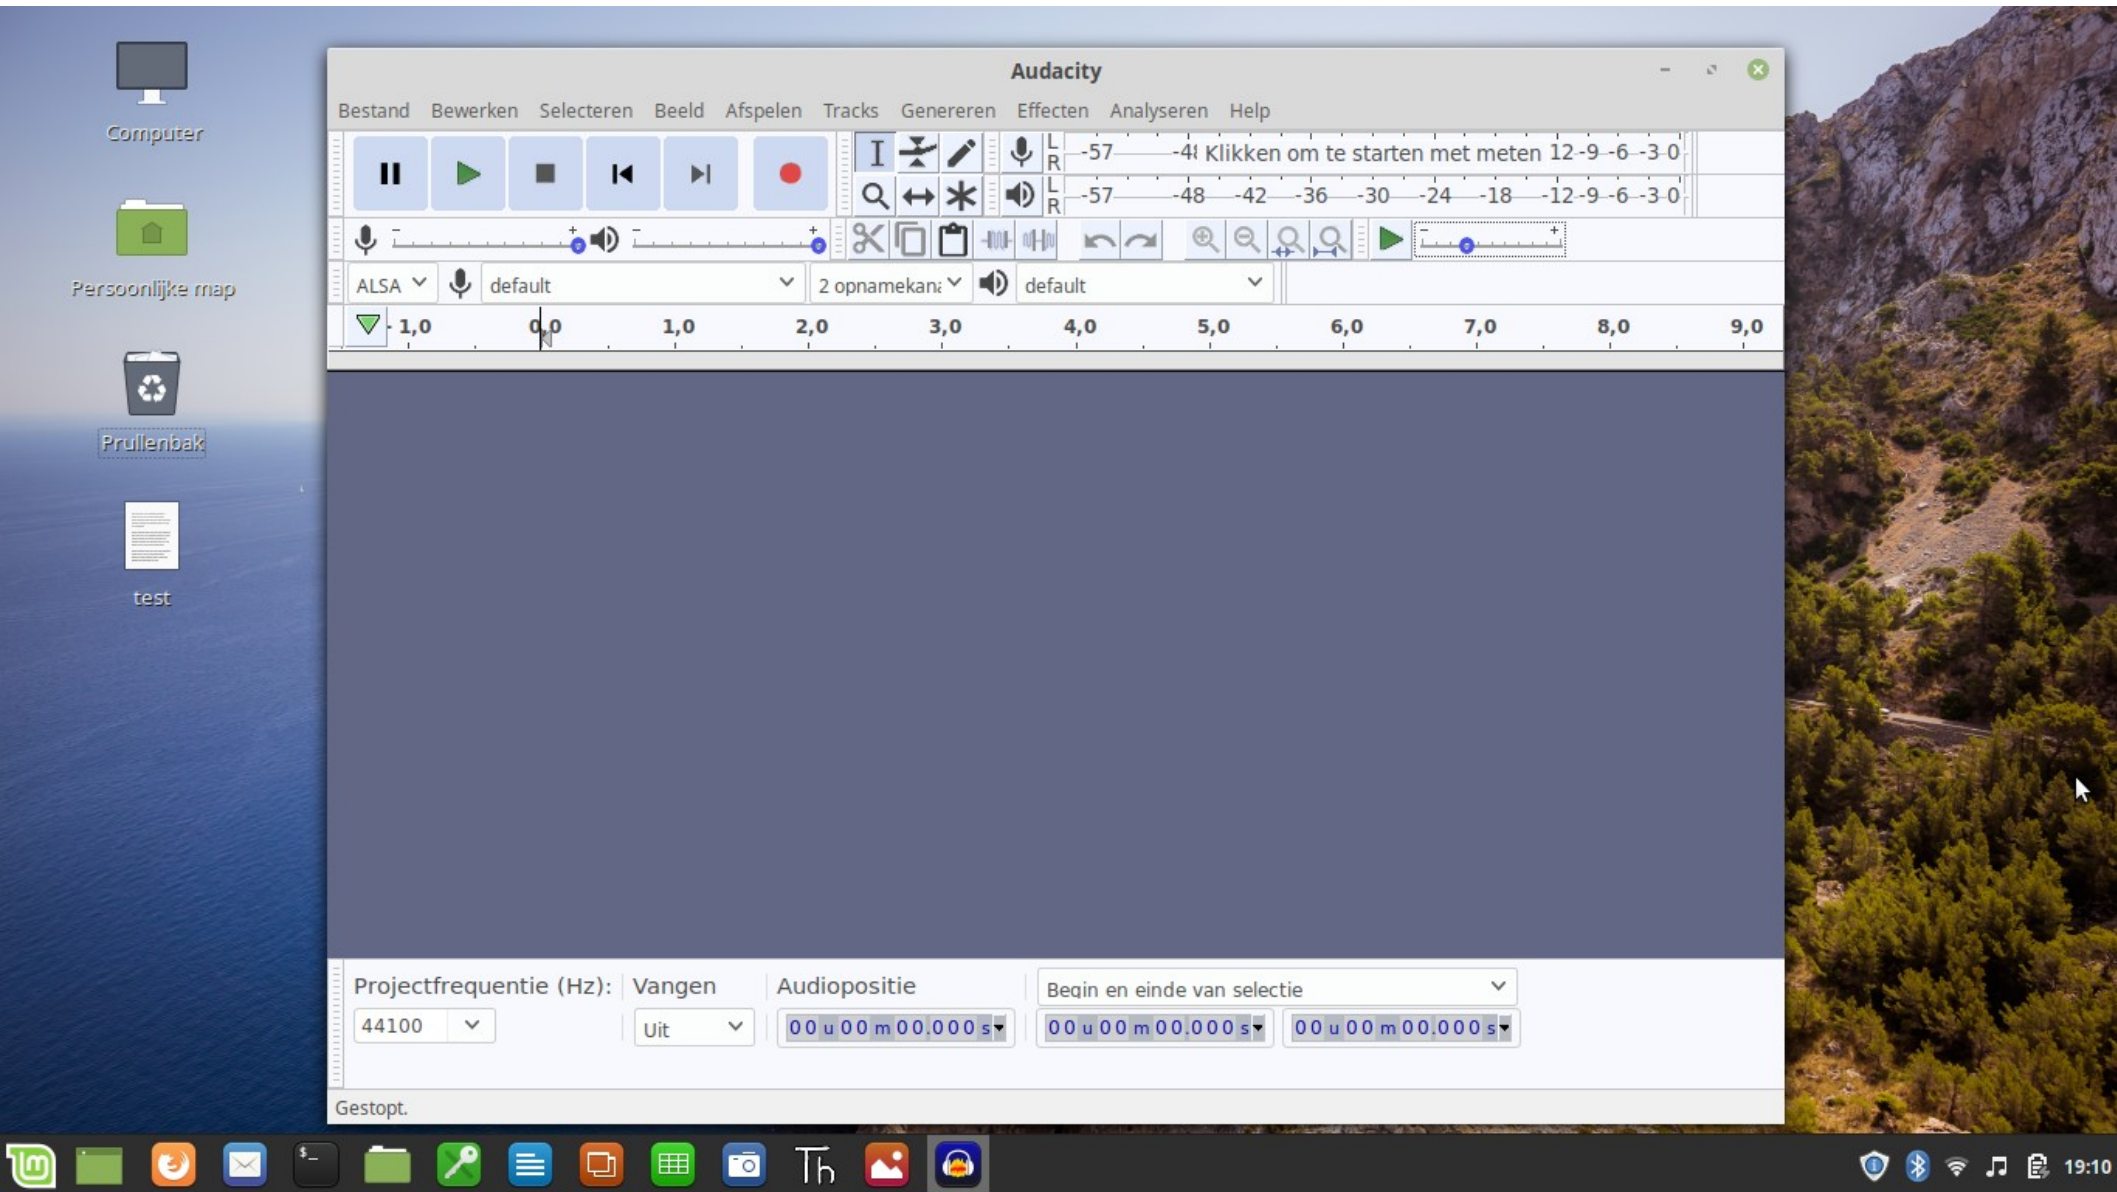 Computer
Persoonlijke map
Prullenbak
test
Audacity
Bestand Bewerken Selecteren Beeld Afspelen Tracks Genereren Effecten Analyseren Help
L
R
-57 -48 Klikken om te starten met meten 12 -9 -6 -3 0
L
R
-57 -48 -42 -36 -30 -24 -18 -12 -9 -6 -3 0
- + - + - +
ALSA default 2 opnamekana default
- 1,0 0,0 1,0 2,0 3,0 4,0 5,0 6,0 7,0 8,0 9,0
Projectfrequentie (Hz): Vangen Audiopositie Begin en einde van selectie
44100 Uit 00 u 00 m 00.000 s 00 u 00 m 00.000 s 00 u 00 m 00.000 s
Gestopt.
$_ Th 19:10